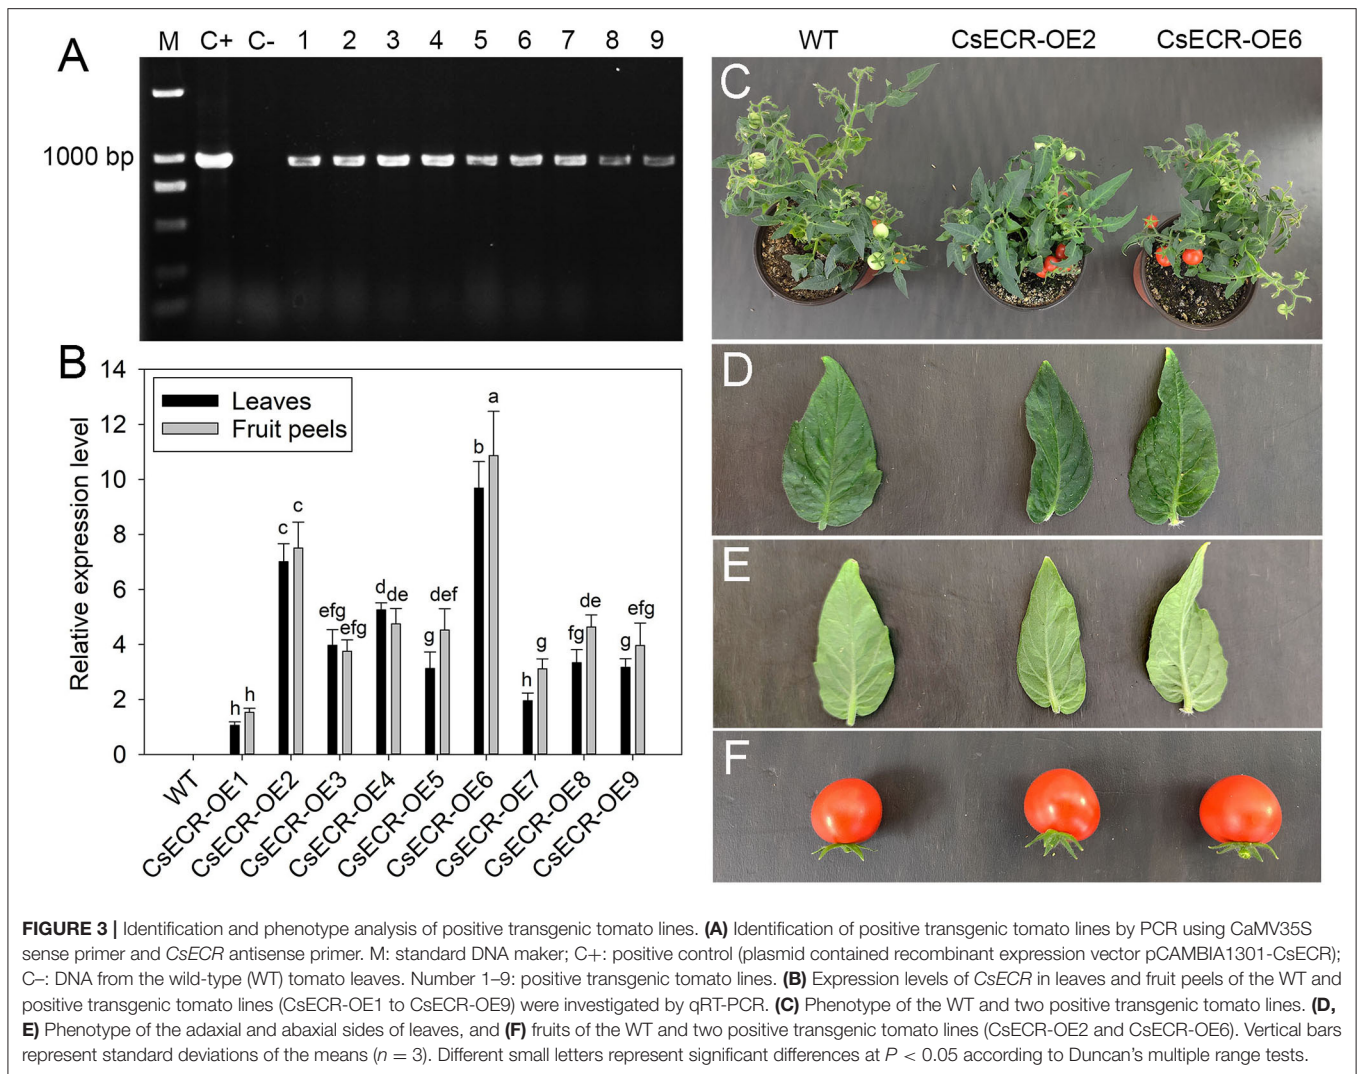 A
M C+ C- 1 2 3 4 5 6 7 8 9
1000 bp
B
Relative expression level
14
12
10
8
6
4
2
0
Leaves
Fruit peels
h h
c c
efg efg
d de
g def
b a
h g
fg de
g efg
WT
CsECR-OE1
CsECR-OE2
CsECR-OE3
CsECR-OE4
CsECR-OE5
CsECR-OE6
CsECR-OE7
CsECR-OE8
CsECR-OE9
WT CsECR-OE2 CsECR-OE6
C
D
E
F
FIGURE 3 | Identification and phenotype analysis of positive transgenic tomato lines. (A) Identification of positive transgenic tomato lines by PCR using CaMV35S
sense primer and CsECR antisense primer. M: standard DNA maker; C+: positive control (plasmid contained recombinant expression vector pCAMBIA1301-CsECR);
C–: DNA from the wild-type (WT) tomato leaves. Number 1–9: positive transgenic tomato lines. (B) Expression levels of CsECR in leaves and fruit peels of the WT and
positive transgenic tomato lines (CsECR-OE1 to CsECR-OE9) were investigated by qRT-PCR. (C) Phenotype of the WT and two positive transgenic tomato lines. (D,
E) Phenotype of the adaxial and abaxial sides of leaves, and (F) fruits of the WT and two positive transgenic tomato lines (CsECR-OE2 and CsECR-OE6). Vertical bars
represent standard deviations of the means (n = 3). Different small letters represent significant differences at P < 0.05 according to Duncan's multiple range tests.